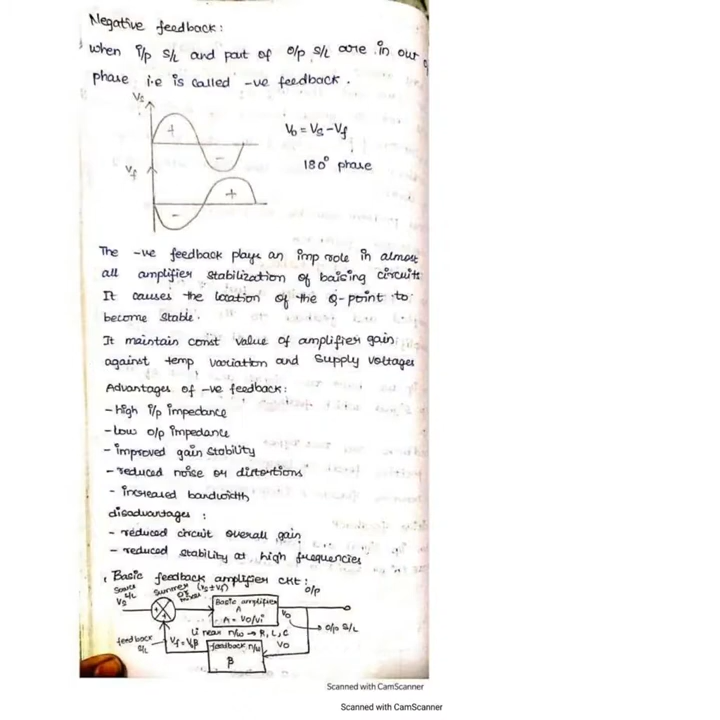 Negative feedback:
when i/p s/l and part of o/p s/l are in out of
phase i.e is called -ve feedback.
Vs
+
-
Vo = Vs - Vf
180° phase
Vf
+
-
The -ve feedback plays an imp role in almost
all amplifier stabilization of baising circuits
It causes the location of the Q-point to
become stable.
It maintain const value of amplifier gain
against temp variation and supply voltages
Advantages of -ve feedback:
- High i/p impedance
- Low o/p impedance
- improved gain stability
- reduced noise or distortions
- increased bandwidth
disadvantages :
- reduced circuit overall gain
- reduced stability at high frequencies
Basic feedback amplifier CKT:
Source
s/L
Vs
Summer
or
mixer
(Vs±Vf)
Basic amplifier
A
A = Vo/Vi
o/p
Vo
→ o/p s/L
Linear n/w → R, L, C
feedback
s/L
Vf = Vβ
feedback n/w
β
Vo
Scanned with CamScanner
Scanned with CamScanner